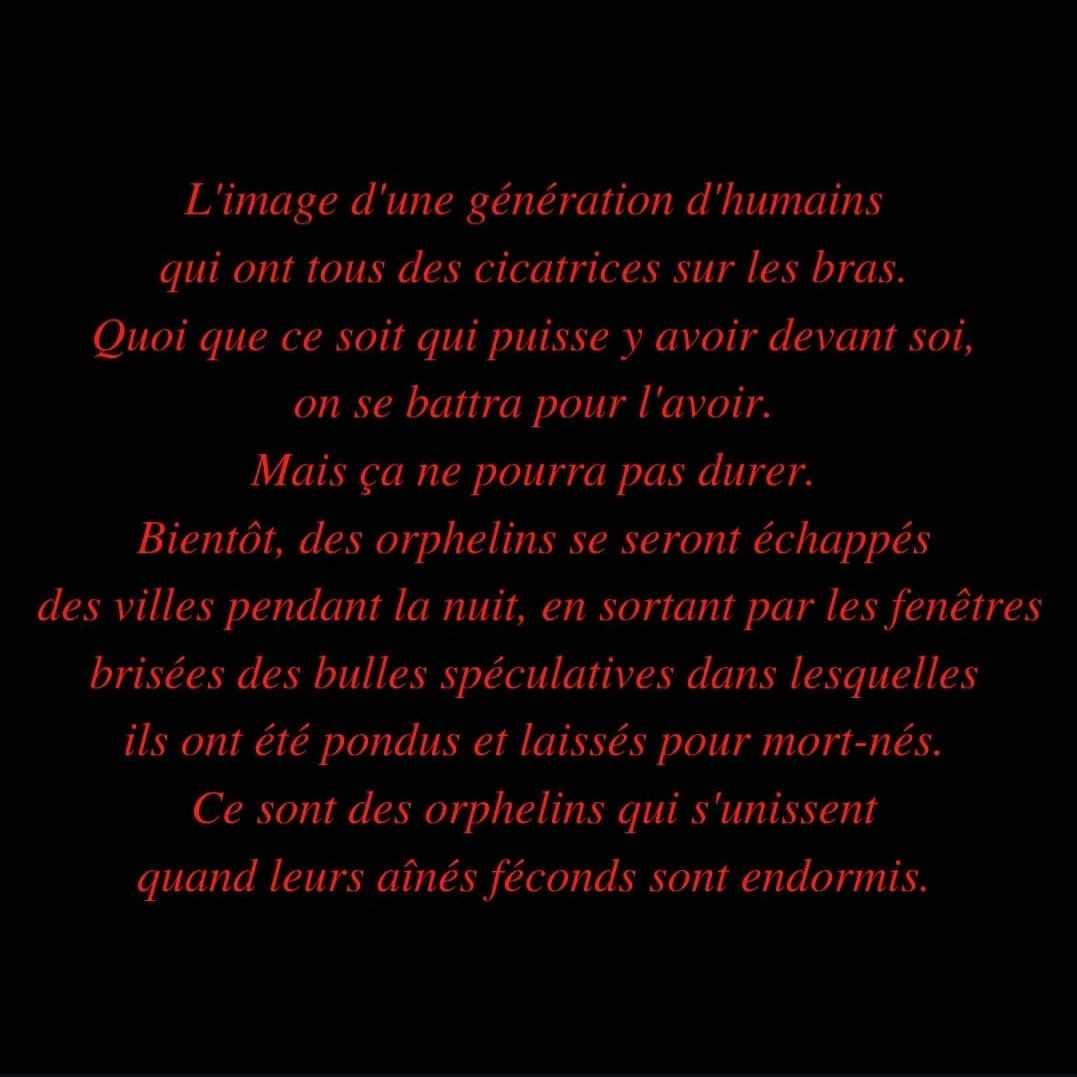 L'image d'une génération d'humains
qui ont tous des cicatrices sur les bras.
Quoi que ce soit qui puisse y avoir devant soi,
on se battra pour l'avoir.
Mais ça ne pourra pas durer.
Bientôt, des orphelins se seront échappés
des villes pendant la nuit, en sortant par les fenêtres
brisées des bulles spéculatives dans lesquelles
ils ont été pondus et laissés pour mort-nés.
Ce sont des orphelins qui s'unissent
quand leurs aînés féconds sont endormis.